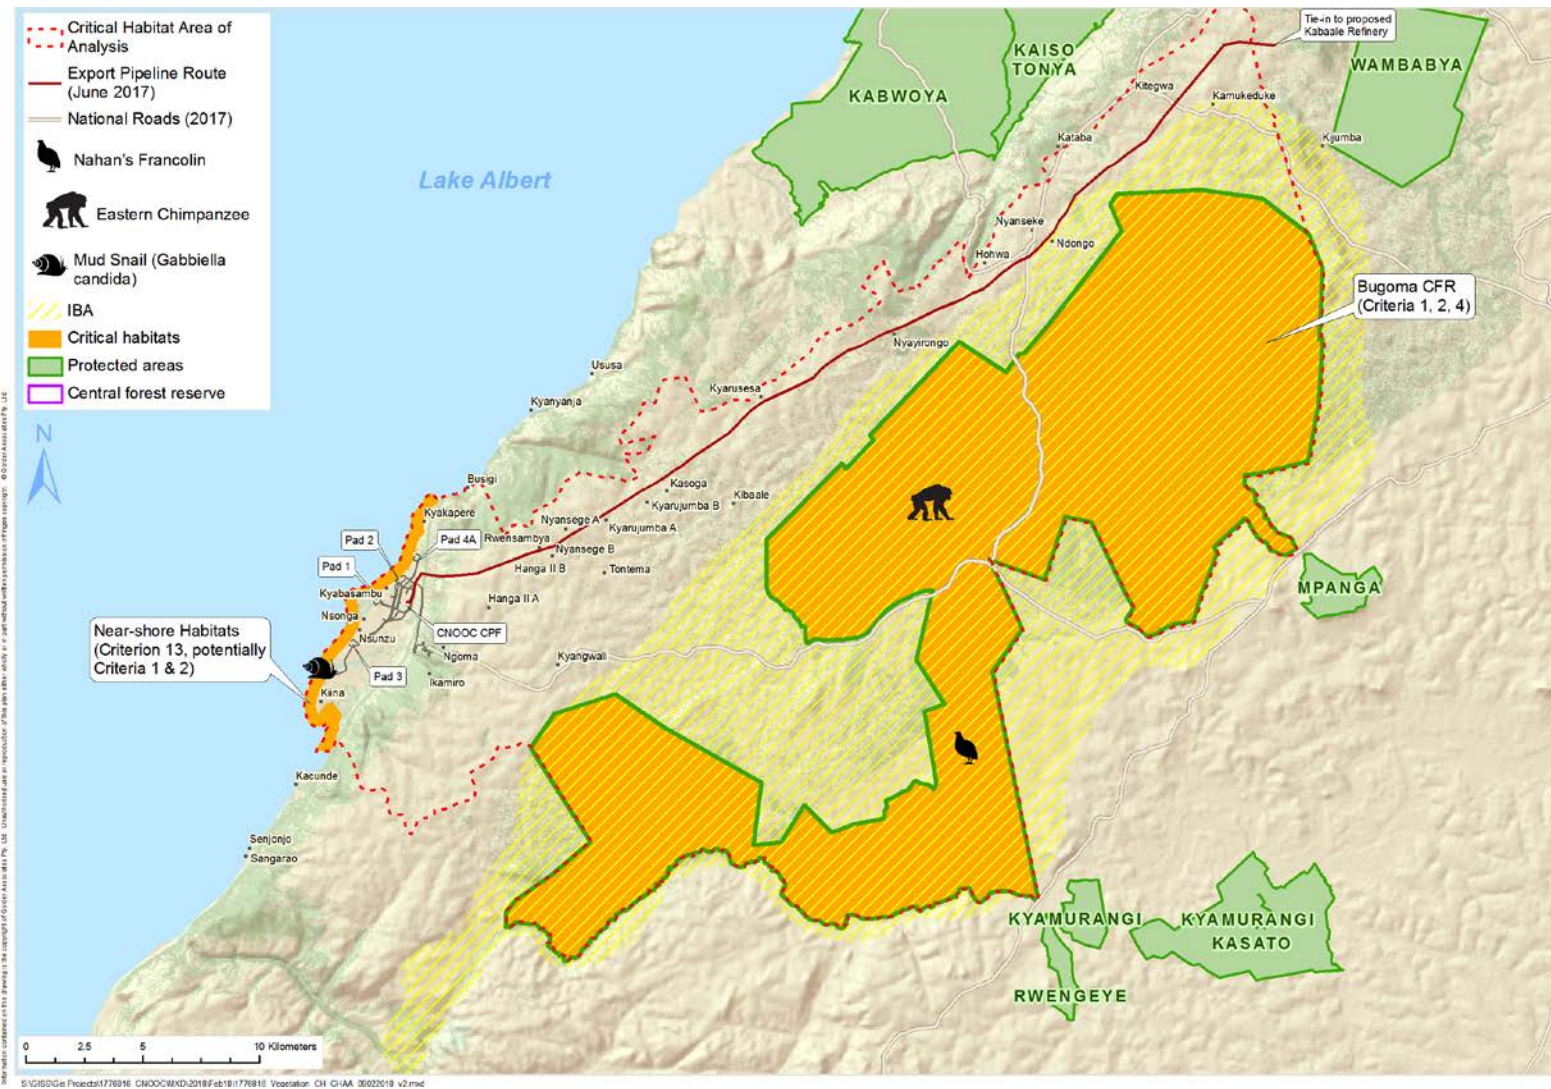 Critical Habitat Area of
Analysis
Export Pipeline Route
(June 2017)
National Roads (2017)
Nahan's Francolin
Eastern Chimpanzee
Mud Snail (Gabbiella
candida)
IBA
Critical habitats
Protected areas
Central forest reserve
N
Lake Albert
KABWOYA
KAISO
TONYA
WAMBABYA
Tie-in to proposed
Kabaale Refinery
Kitegwa
Kamukeduke
Kataba
Kijumba
Nyanseke
Ndongo
Hohwa
Bugoma CFR
(Criteria 1, 2, 4)
Nyayirongo
Ususa
Kyarusesa
Kyanyanja
Busigi
Kasoga
Kibaale
Kyarujumba B
Kyakapere
Nyansege A
Kyarujumba A
Pad 2
Pad 4A
Rwensambya
Nyansege B
Pad 1
Hanga II B
Tontema
Kyabasambu
Hanga II A
Nsonga
Near-shore Habitats
(Criterion 13, potentially
Criteria 1 & 2)
CNOOC CPF
Nsunzu
Ngoma
Kyangwali
Pad 3
Ikamiro
Kiina
MPANGA
Kacunde
Senjonjo
Sangarao
KYAMURANGI
KYAMURANGI
KASATO
RWENGEYE
0 2.5 5 10 Kilometers